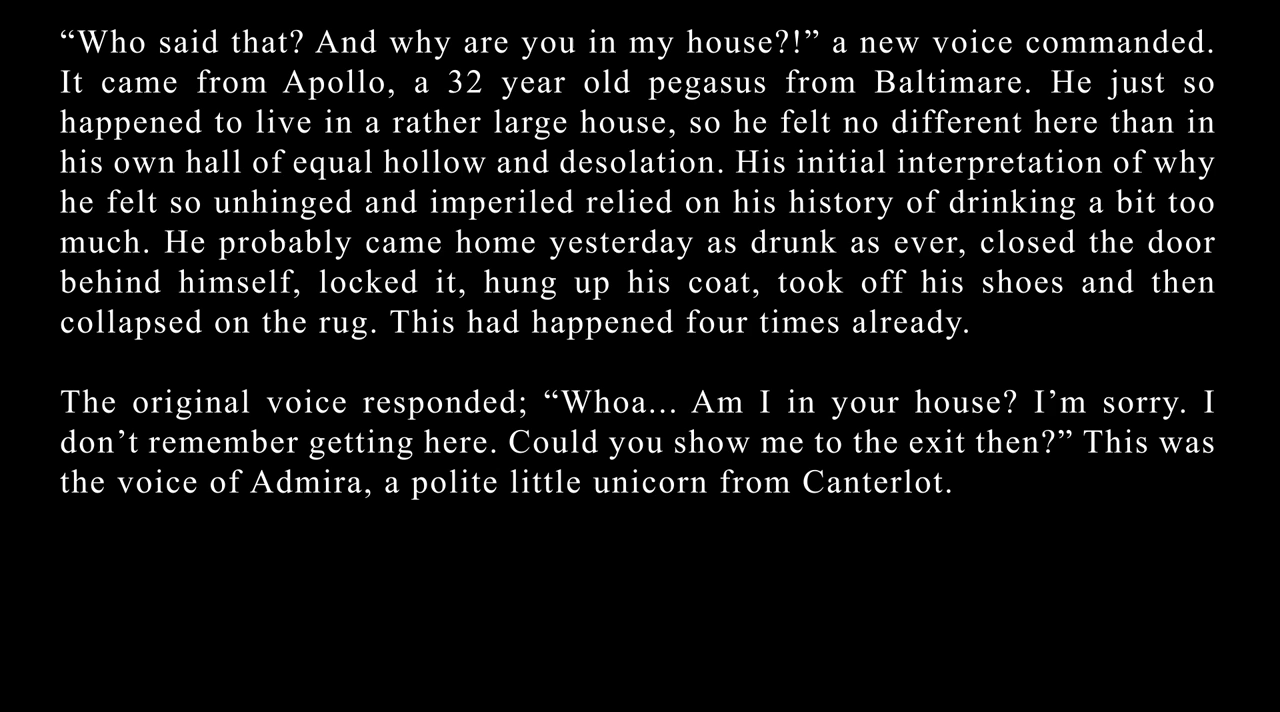 “Who said that? And why are you in my house?!” a new voice commanded.
It came from Apollo, a 32 year old pegasus from Baltimare. He just so
happened to live in a rather large house, so he felt no different here than in
his own hall of equal hollow and desolation. His initial interpretation of why
he felt so unhinged and imperiled relied on his history of drinking a bit too
much. He probably came home yesterday as drunk as ever, closed the door
behind himself, locked it, hung up his coat, took off his shoes and then
collapsed on the rug. This had happened four times already.
The original voice responded; “Whoa... Am I in your house? I’m sorry. I
don’t remember getting here. Could you show me to the exit then?” This was
the voice of Admira, a polite little unicorn from Canterlot.